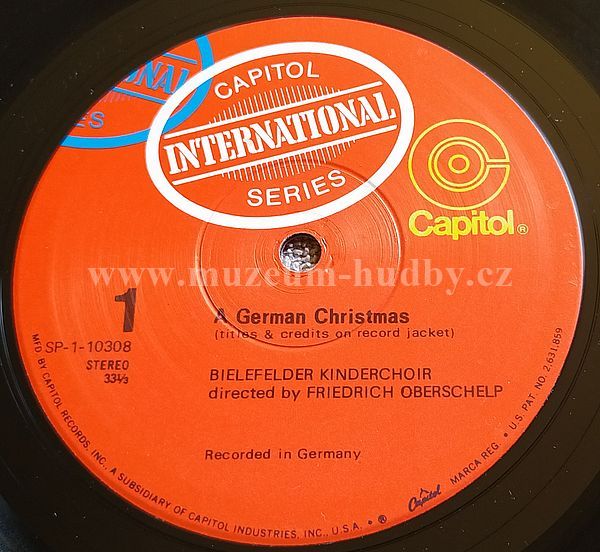 CAPITOL
INTERNATIONAL
SERIES
NAL
ES
Capitol®
www.muzeum-hudby.cz
1
A German Christmas
(titles & credits on record jacket)
SP-1-10308
STEREO
33⅓
BIELEFELDER KINDERCHOIR
directed by FRIEDRICH OBERSCHELP
Recorded in Germany
MFD. BY CAPITOL RECORDS, INC., A SUBSIDIARY OF CAPITOL INDUSTRIES, INC., U.S.A. • ® Capitol MARCA REG. • U.S. PAT. NO. 2,631,859